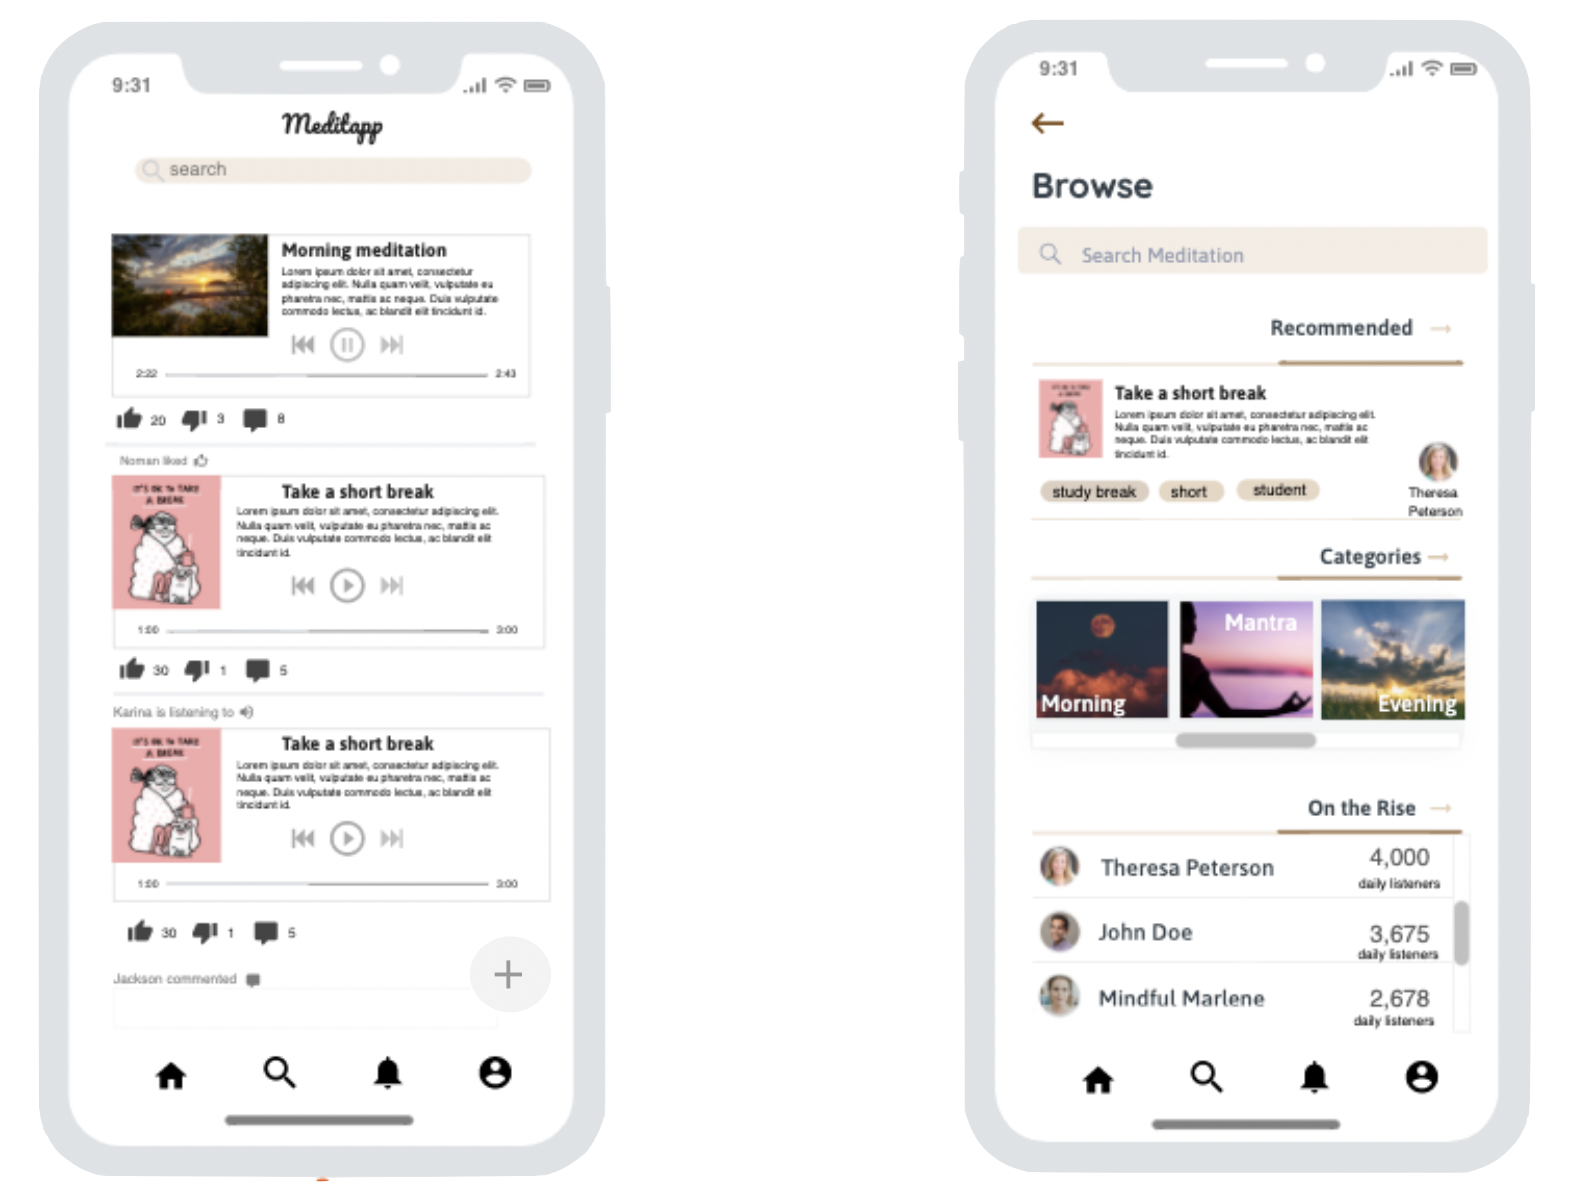 9:31
Meditapp
search
Morning meditation
Lorem ipsum dolor sit amet, consectetur
adipiscing elit. Nulla quam velit, vulputate eu
pharetra nec, mattis ac neque. Duis vulputate
commodo lectus, ac blandit elit tincidunt id.
2:22 2:43
20 3 8
Noman liked
IT'S OK TO TAKE
A BREAK
Take a short break
Lorem ipsum dolor sit amet, consectetur adipiscing elit.
Nulla quam velit, vulputate eu pharetra nec, mattis ac
neque. Duis vulputate commodo lectus, ac blandit elit
tincidunt id.
1:00 3:00
30 1 5
Karina is listening to
IT'S OK TO TAKE
A BREAK
Take a short break
Lorem ipsum dolor sit amet, consectetur adipiscing elit.
Nulla quam velit, vulputate eu pharetra nec, mattis ac
neque. Duis vulputate commodo lectus, ac blandit elit
tincidunt id.
1:00 3:00
30 1 5
Jackson commented
9:31
Browse
Search Meditation
Recommended
IT'S OK TO TAKE
A BREAK
Take a short break
Lorem ipsum dolor sit amet, consectetur adipiscing elit.
Nulla quam velit, vulputate eu pharetra nec, mattis ac
neque. Duis vulputate commodo lectus, ac blandit elit
tincidunt id.
study break short student
Theresa
Peterson
Categories
Morning
Mantra
Evening
On the Rise
Theresa Peterson 4,000
daily listeners
John Doe 3,675
daily listeners
Mindful Marlene 2,678
daily listeners